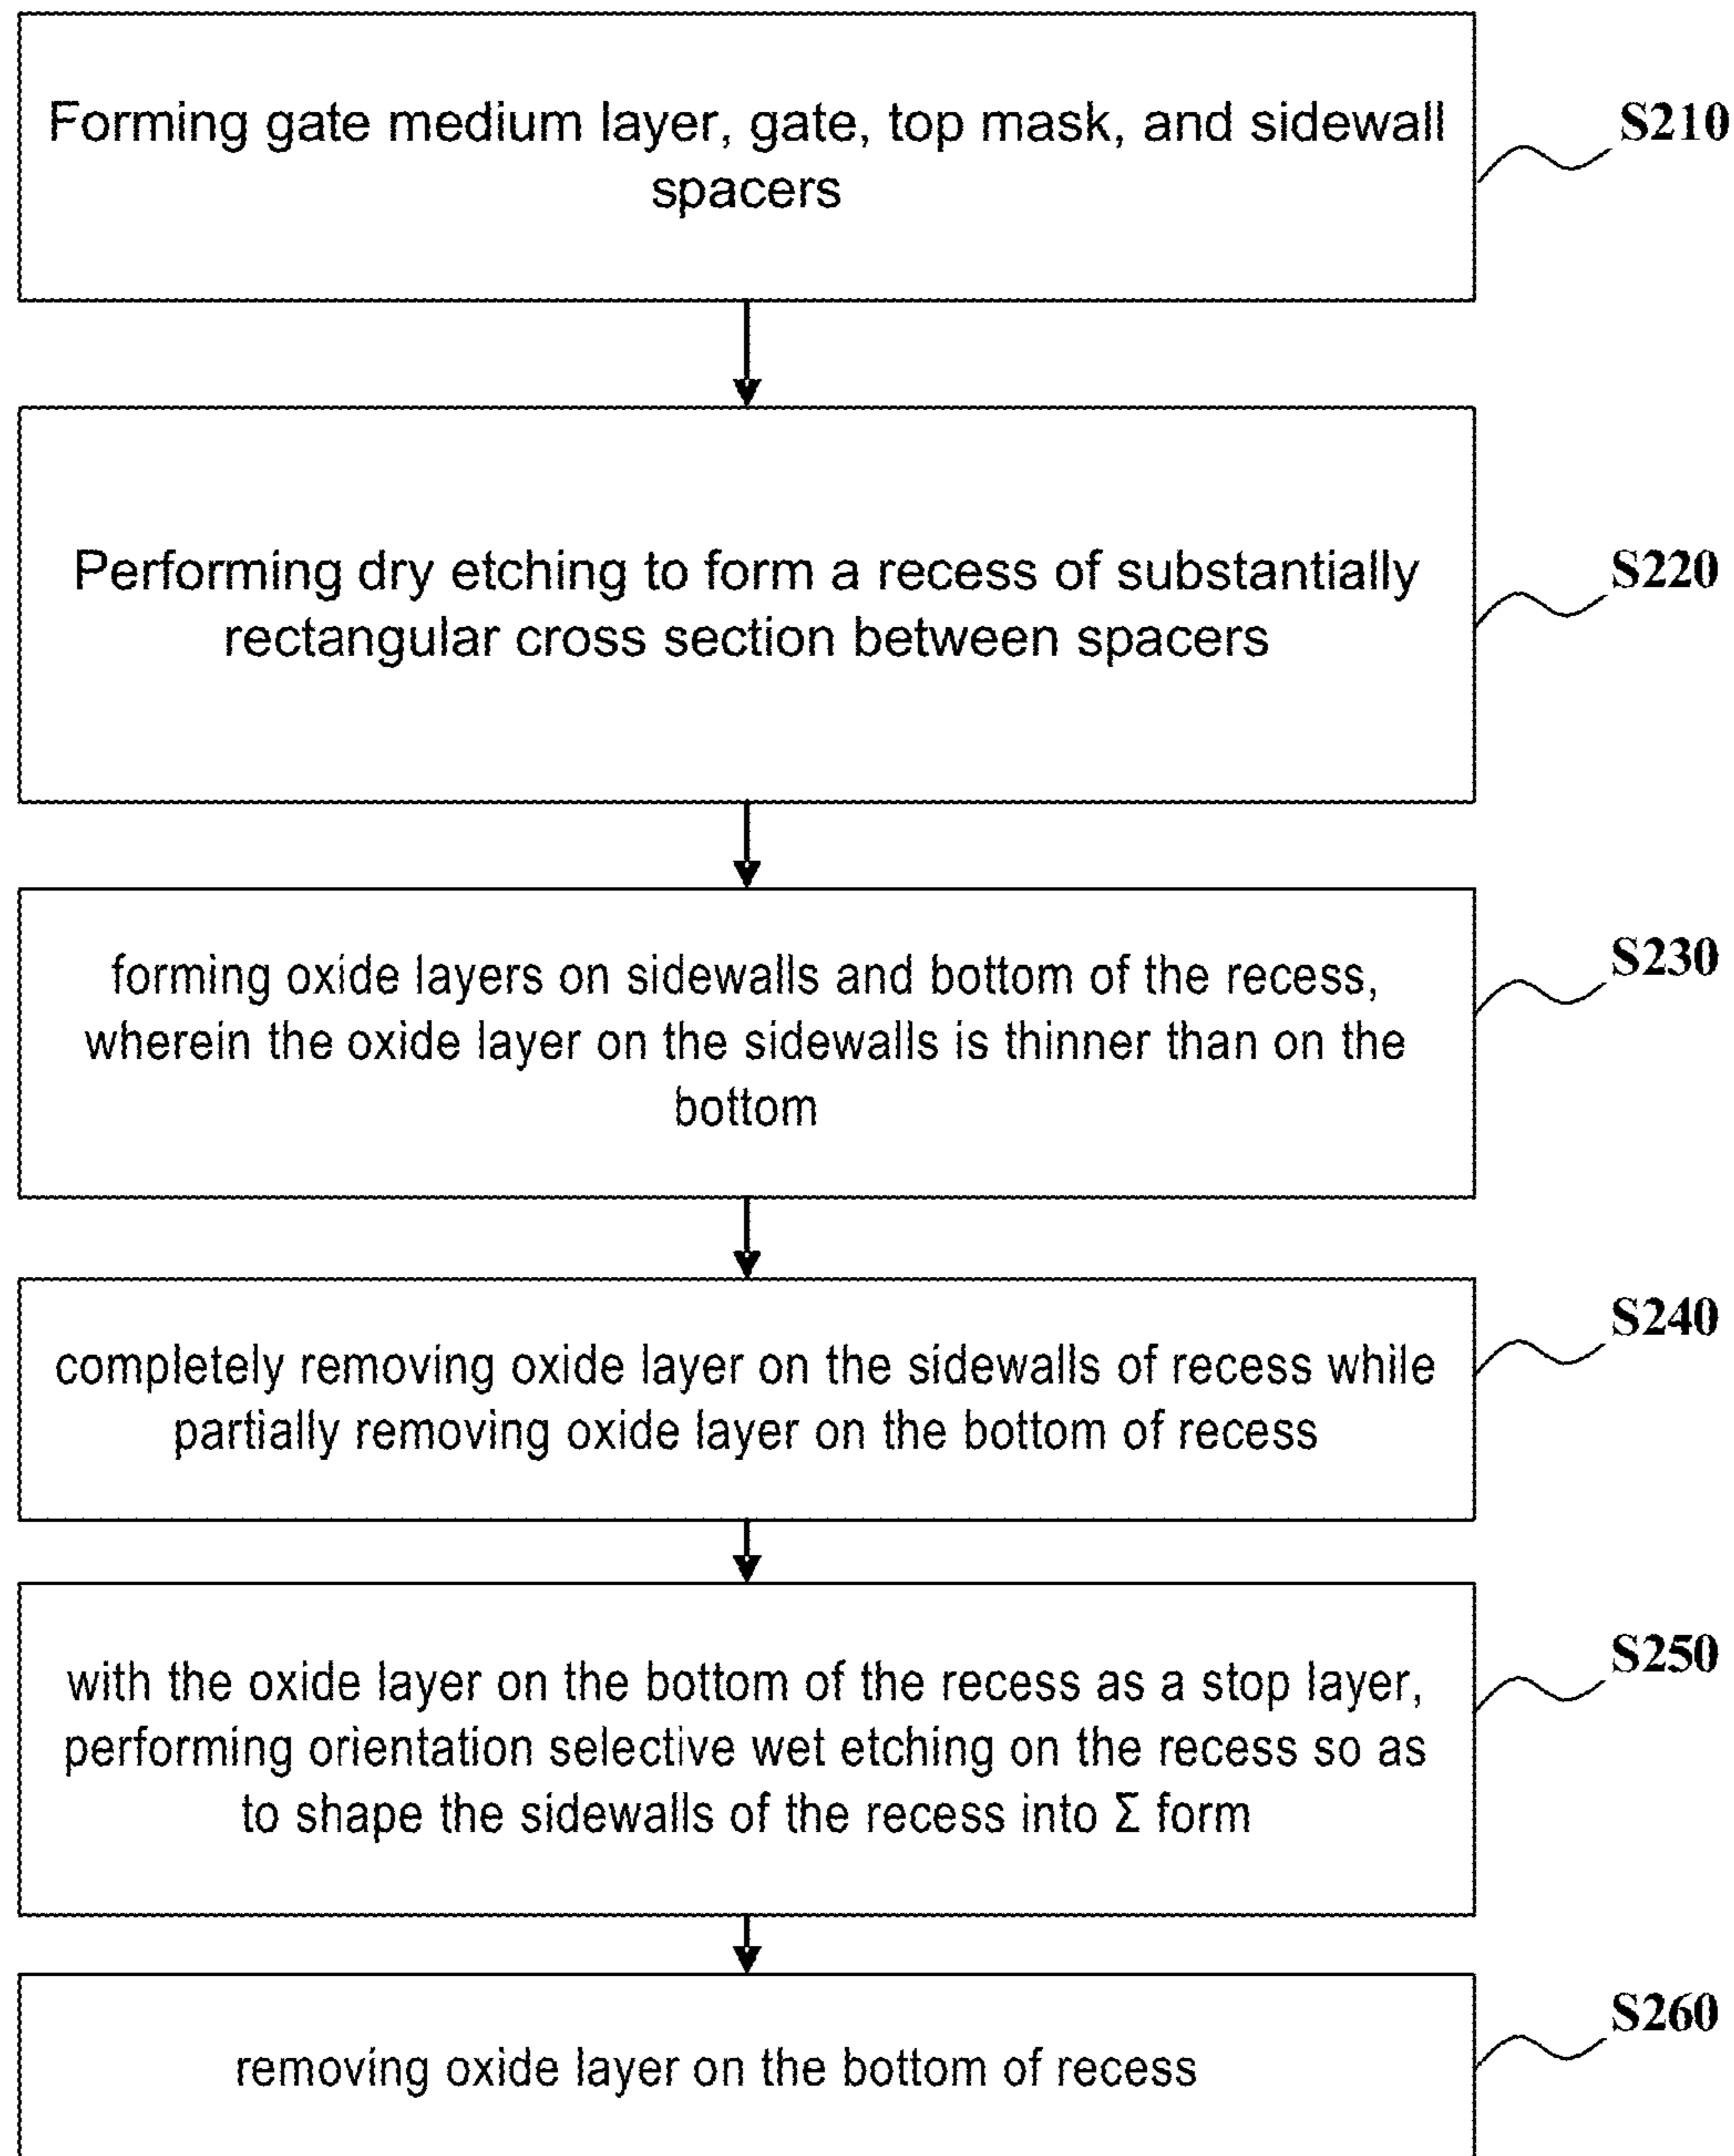 Forming gate medium layer, gate, top mask, and sidewall
spacers
S210
Performing dry etching to form a recess of substantially
rectangular cross section between spacers
S220
forming oxide layers on sidewalls and bottom of the recess,
wherein the oxide layer on the sidewalls is thinner than on the
bottom
S230
completely removing oxide layer on the sidewalls of recess while
partially removing oxide layer on the bottom of recess
S240
with the oxide layer on the bottom of the recess as a stop layer,
performing orientation selective wet etching on the recess so as
to shape the sidewalls of the recess into Σ form
S250
removing oxide layer on the bottom of recess
S260